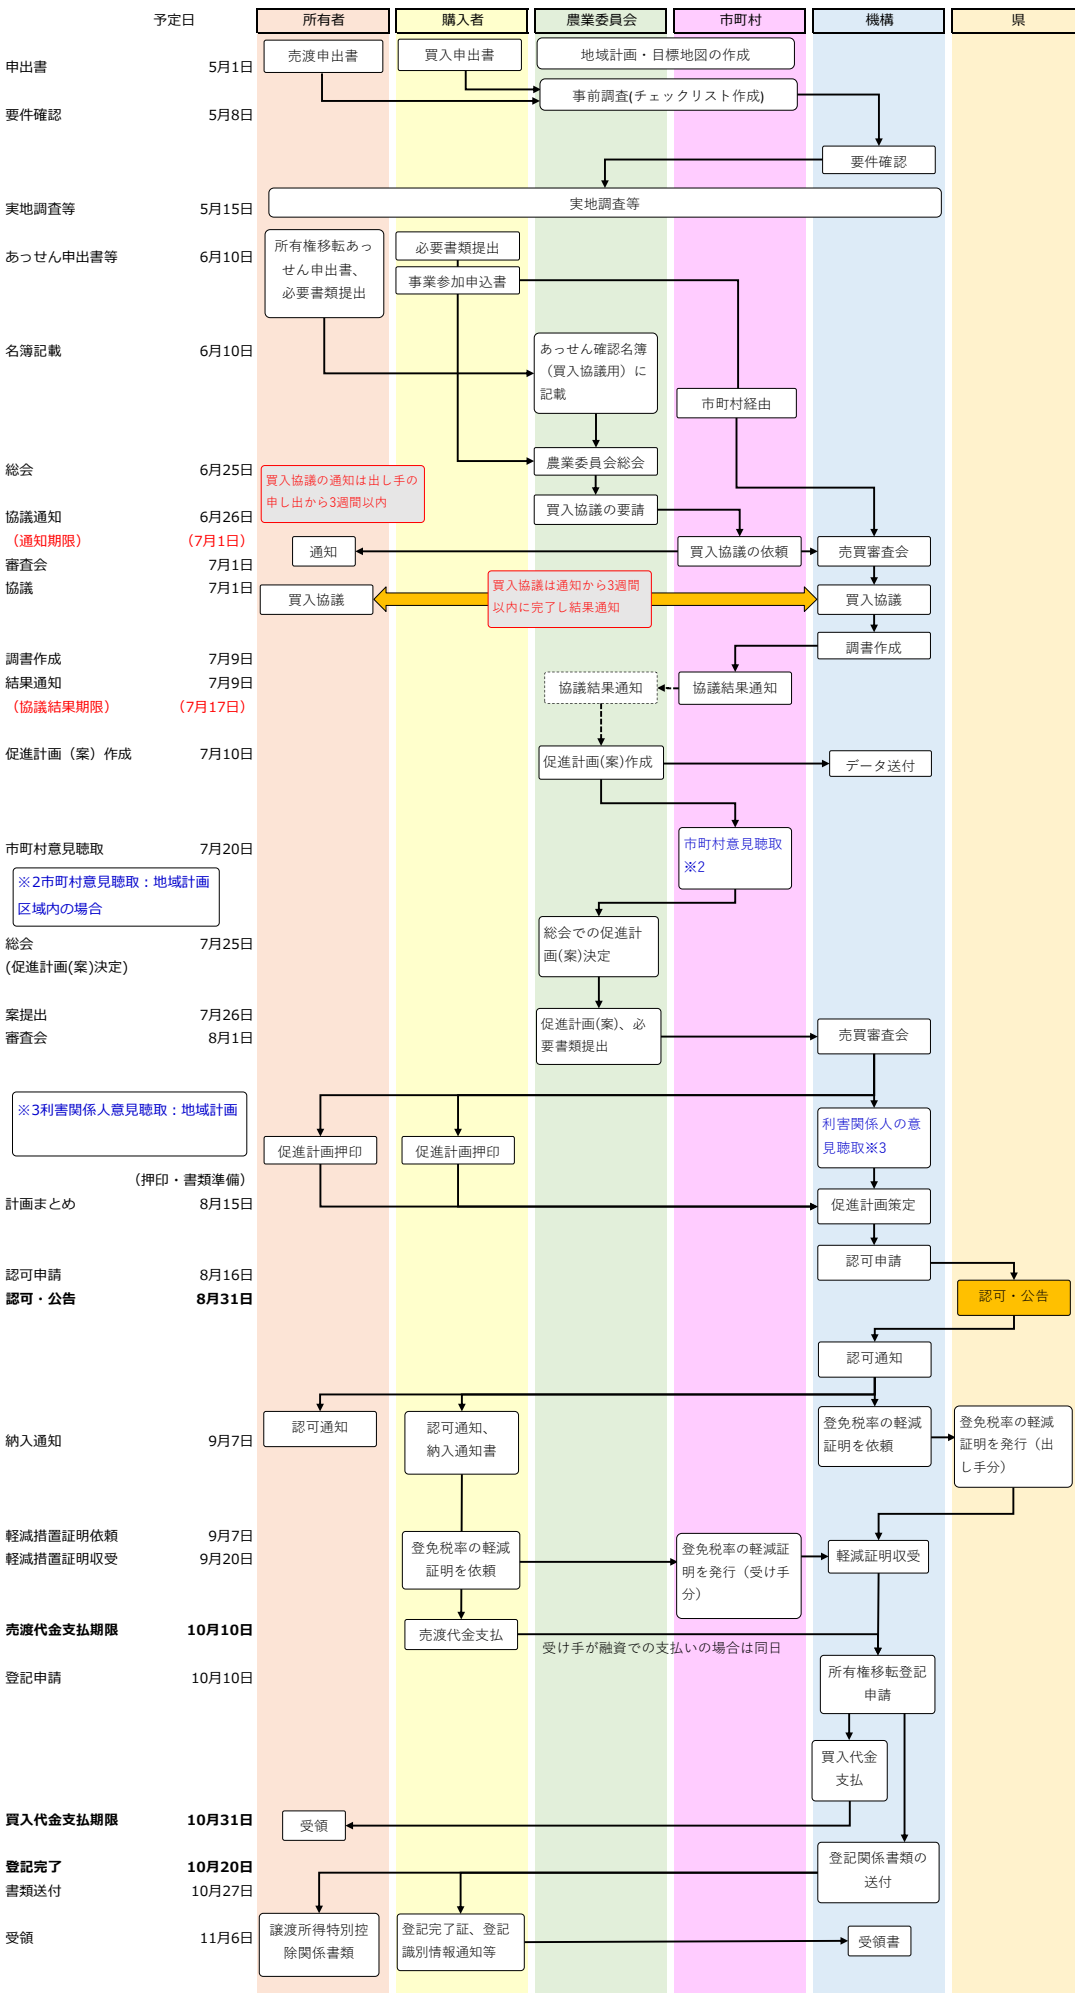 予定日 所有者 購入者 農業委員会 市町村 機構 県
売渡申出書 買入申出書 地域計画・目標地図の作成
申出書 5月1日
事前調査(チェックリスト作成)
要件確認 5月8日
要件確認
実地調査等 5月15日 実地調査等
所有権移転あっ
せん申出書、
必要書類提出
必要書類提出
あっせん申出書等 6月10日
事業参加申込書
名簿記載 6月10日
あっせん確認名簿
（買入協議用）に
記載
市町村経由
総会 6月25日
農業委員会総会
買入協議の通知は出し手の
申し出から3週間以内
買入協議の要請
協議通知 6月26日
（通知期限） （7月1日）
通知 買入協議の依頼 売買審査会
審査会 7月1日
協議 7月1日
買入協議
買入協議は通知から3週間
以内に完了し結果通知
買入協議
調書作成
調書作成 7月9日
結果通知 7月9日
協議結果通知 協議結果通知
（協議結果期限） （7月17日）
促進計画（案）作成 7月10日
促進計画(案)作成 データ送付
市町村意見聴取
※2
市町村意見聴取 7月20日
※2市町村意見聴取：地域計画
区域内の場合
総会 7月25日
(促進計画(案)決定)
総会での促進計
画(案)決定
案提出 7月26日
審査会 8月1日
促進計画(案)、必
要書類提出
売買審査会
※3利害関係人意見聴取：地域計画
促進計画押印 促進計画押印
利害関係人の意
見聴取※3
（押印・書類準備）
計画まとめ 8月15日
促進計画策定
認可申請
認可申請 8月16日
認可・公告 8月31日
認可・公告
認可通知
認可通知
認可通知、
納入通知書
登免税率の軽減
証明を依頼
登免税率の軽減
証明を発行（出
し手分）
納入通知 9月7日
軽減措置証明依頼 9月7日
軽減措置証明収受 9月20日
登免税率の軽減
証明を依頼
登免税率の軽減証
明を発行（受け手
分）
軽減証明収受
売渡代金支払期限 10月10日
売渡代金支払
受け手が融資での支払いの場合は同日
登記申請 10月10日
所有権移転登記
申請
買入代金
支払
買入代金支払期限 10月31日
受領
登記完了 10月20日
書類送付 10月27日
登記関係書類の
送付
受領 11月6日
譲渡所得特別控
除関係書類
登記完了証、登記
識別情報通知等
受領書